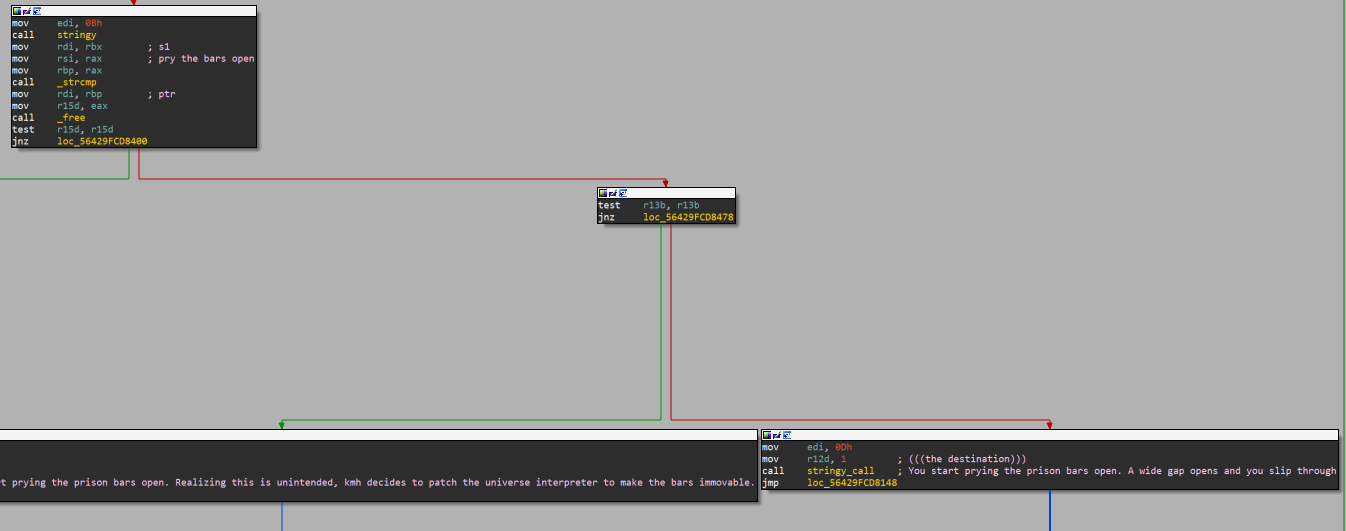 mov edi, 0Bh
call stringy
mov rdi, rbx ; s1
mov rsi, rax ; pry the bars open
mov rbp, rax
call _strcmp
mov rdi, rbp ; ptr
mov r15d, eax
call _free
test r15d, r15d
jnz loc_56429FCD8400
test r13b, r13b
jnz loc_56429FCD8478
t prying the prison bars open. Realizing this is unintended, kmh decides to patch the universe interpreter to make the bars immovable.
mov edi, 0Dh
mov r12d, 1 ; (((the destination)))
call stringy_call ; You start prying the prison bars open. A wide gap opens and you slip through
jmp loc_56429FCD8148